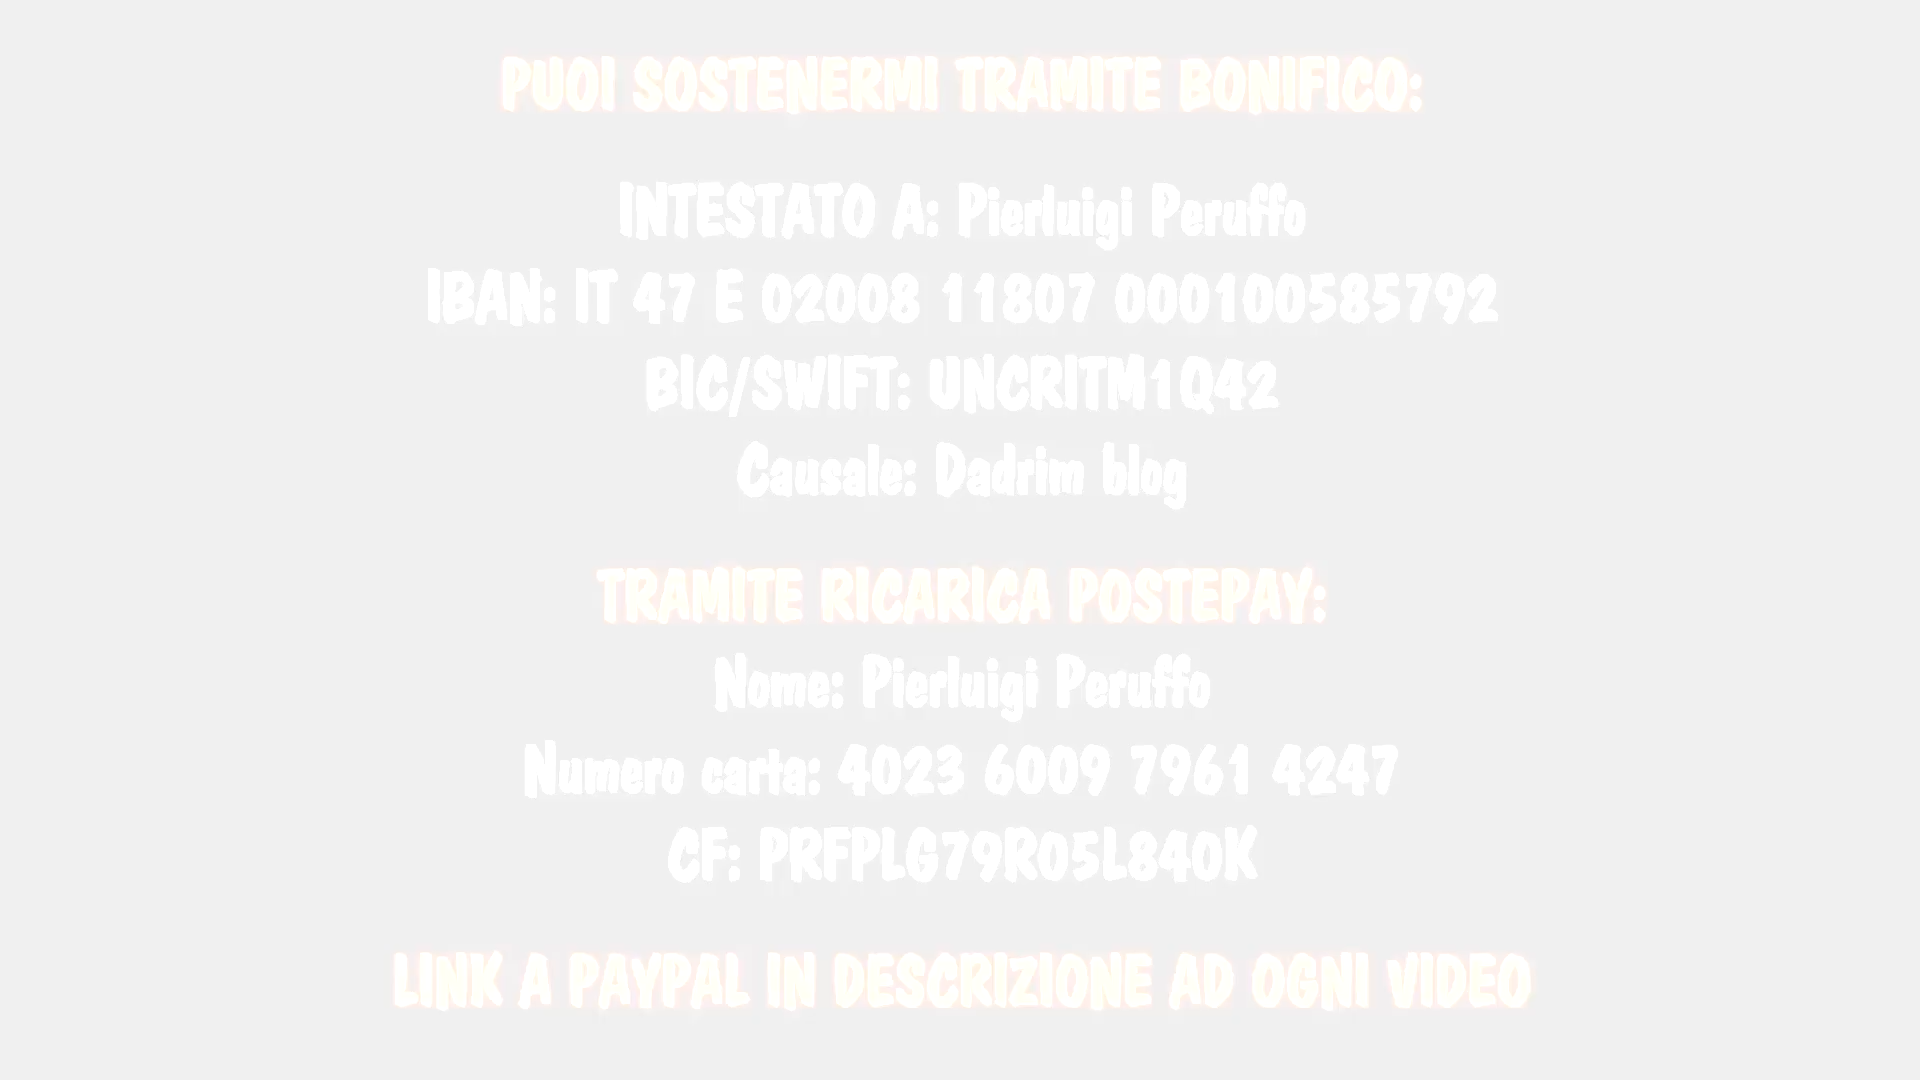 PUOI SOSTENERMI TRAMITE BONIFICO:
INTESTATO A: Pierluigi Peruffo
IBAN: IT 47 E 02008 11807 000100585792
BIC/SWIFT: UNCRITM1Q42
Causale: Dadrim blog
TRAMITE RICARICA POSTEPAY:
Nome: Pierluigi Peruffo
Numero carta: 4023 6009 7961 4247
CF: PRFPLG79R05L840K
LINK A PAYPAL IN DESCRIZIONE AD OGNI VIDEO